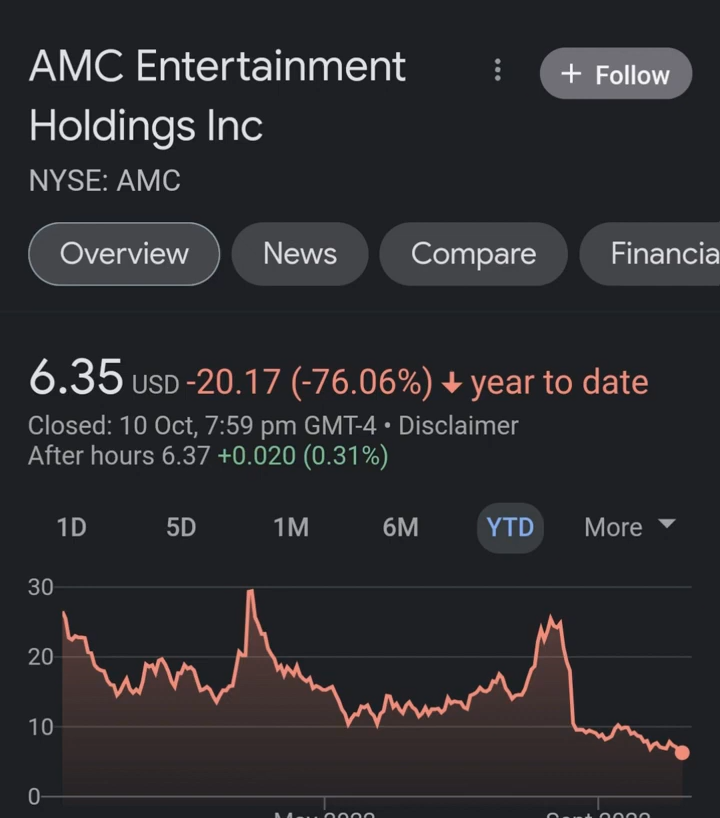 AMC Entertainment
Holdings Inc
+ Follow
NYSE: AMC
Overview
News
Compare
Financia
6.35 USD -20.17 (-76.06%) ↓ year to date
Closed: 10 Oct, 7:59 pm GMT-4 • Disclaimer
After hours 6.37 +0.020 (0.31%)
1D
5D
1M
6M
YTD
More
30
20
10
0